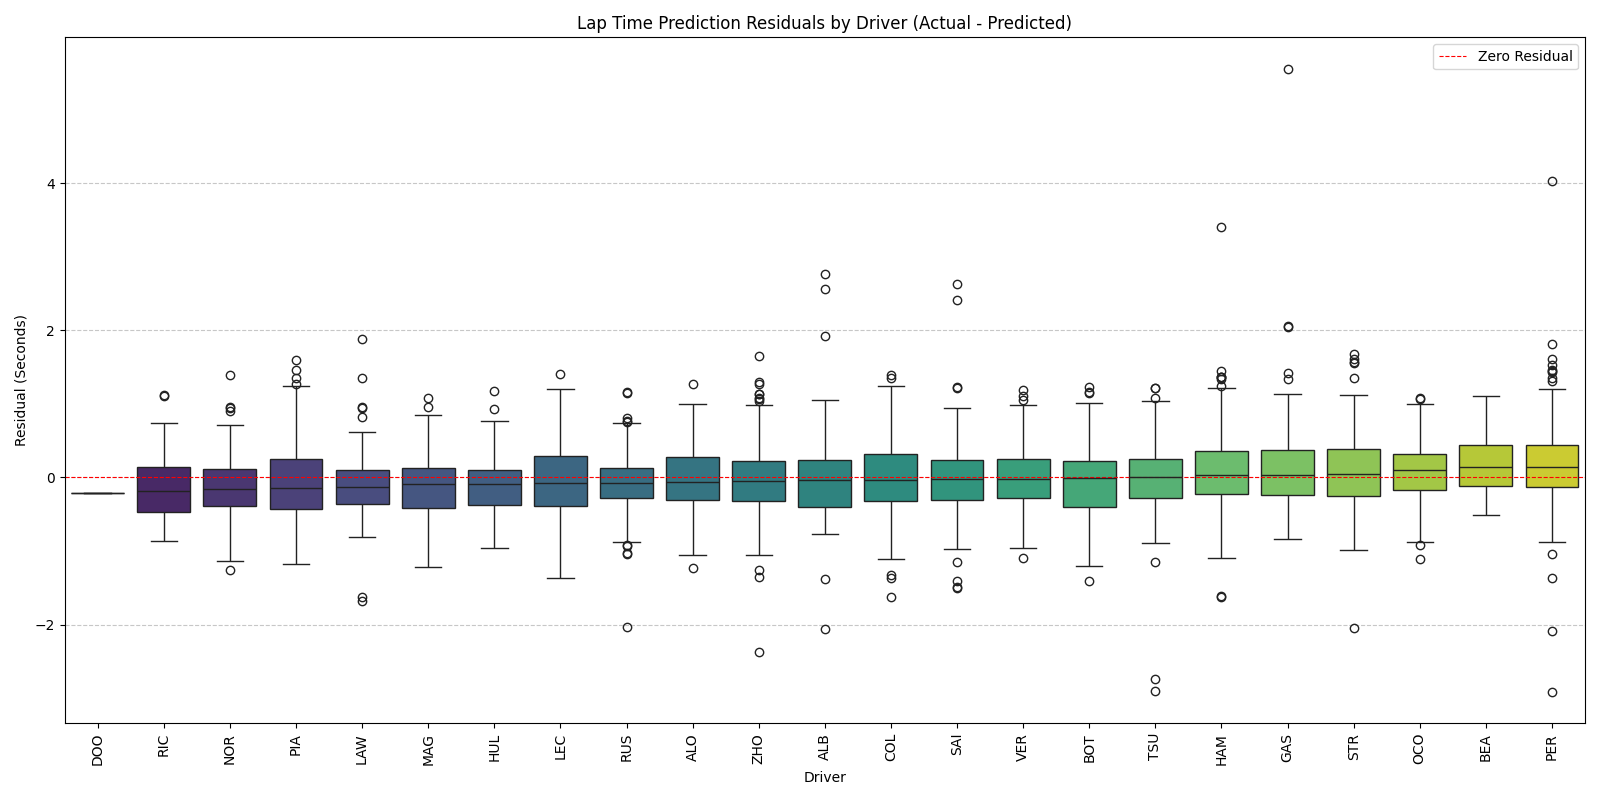 Lap Time Prediction Residuals by Driver (Actual - Predicted)
Zero Residual
Residual (Seconds)
4
2
0
−2
DOO
RIC
NOR
PIA
LAW
MAG
HUL
LEC
RUS
ALO
ZHO
ALB
COL
SAI
VER
BOT
TSU
HAM
GAS
STR
OCO
BEA
PER
Driver